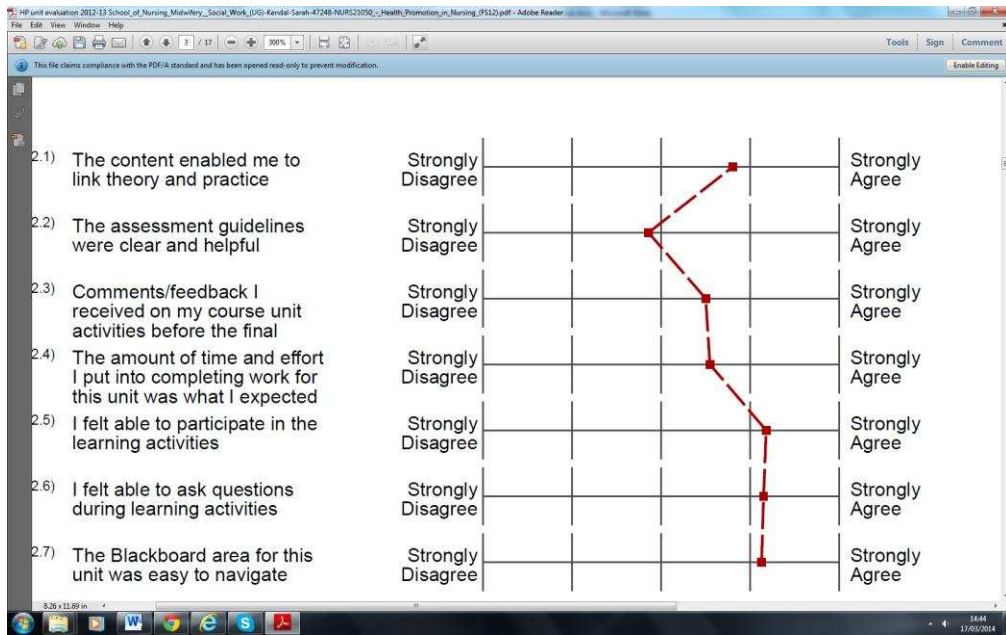 HP unit evaluation 2012-13 School_of_Nursing_Midwifery__Social_Work_(UG)-Kendal-Sarah-47248-NURS21050_-_Health_Promotion_in_Nursing_(FS12).pdf - Adobe Reader
File Edit View Window Help
3 / 17 300% Tools Sign Comment
This file claims compliance with the PDF/A standard and has been opened read-only to prevent modification. Enable Editing
2.1) The content enabled me to Strongly Strongly
link theory and practice Disagree Agree
2.2) The assessment guidelines Strongly Strongly
were clear and helpful Disagree Agree
2.3) Comments/feedback I Strongly Strongly
received on my course unit Disagree Agree
activities before the final
2.4) The amount of time and effort Strongly Strongly
I put into completing work for Disagree Agree
this unit was what I expected
2.5) I felt able to participate in the Strongly Strongly
learning activities Disagree Agree
2.6) I felt able to ask questions Strongly Strongly
during learning activities Disagree Agree
2.7) The Blackboard area for this Strongly Strongly
unit was easy to navigate Disagree Agree
8.26 x 11.69 in
14:44
17/03/2014